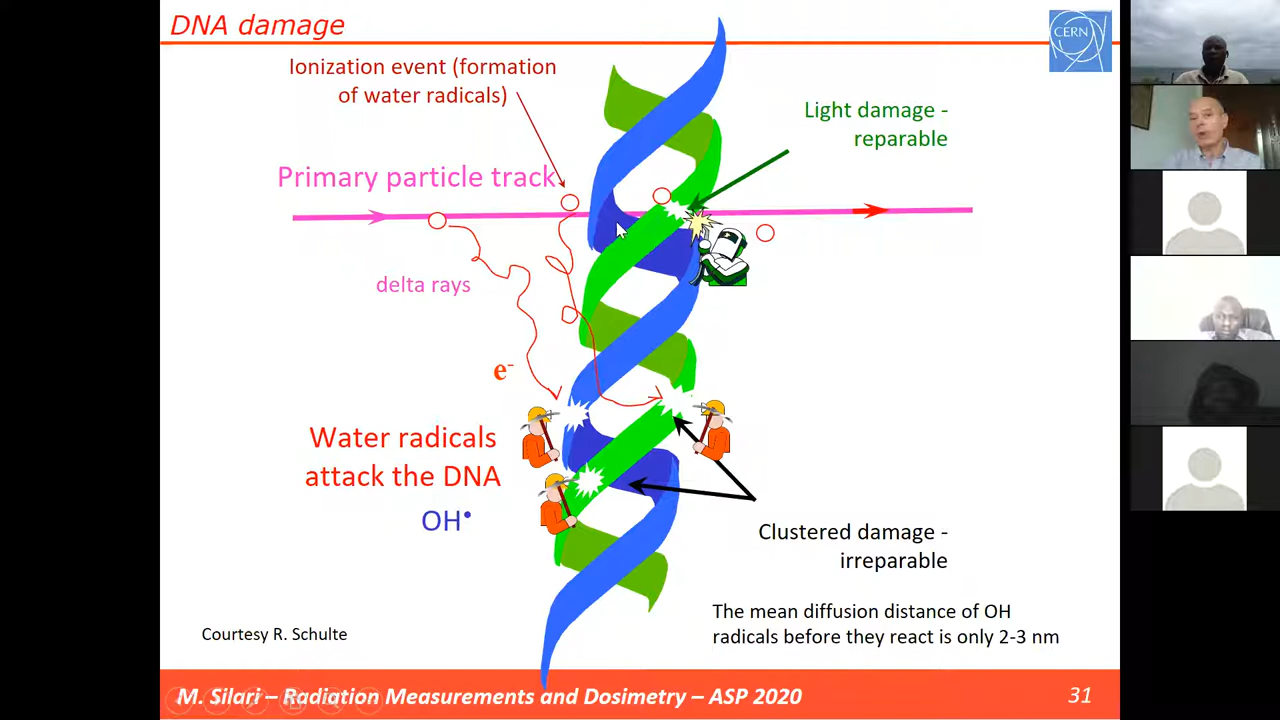 DNA damage
CERN
Ionization event (formation
of water radicals)
Light damage -
reparable
Primary particle track
delta rays
e-
Water radicals
attack the DNA
OH•
Clustered damage -
irreparable
The mean diffusion distance of OH
radicals before they react is only 2-3 nm
Courtesy R. Schulte
M. Silari – Radiation Measurements and Dosimetry – ASP 2020
31